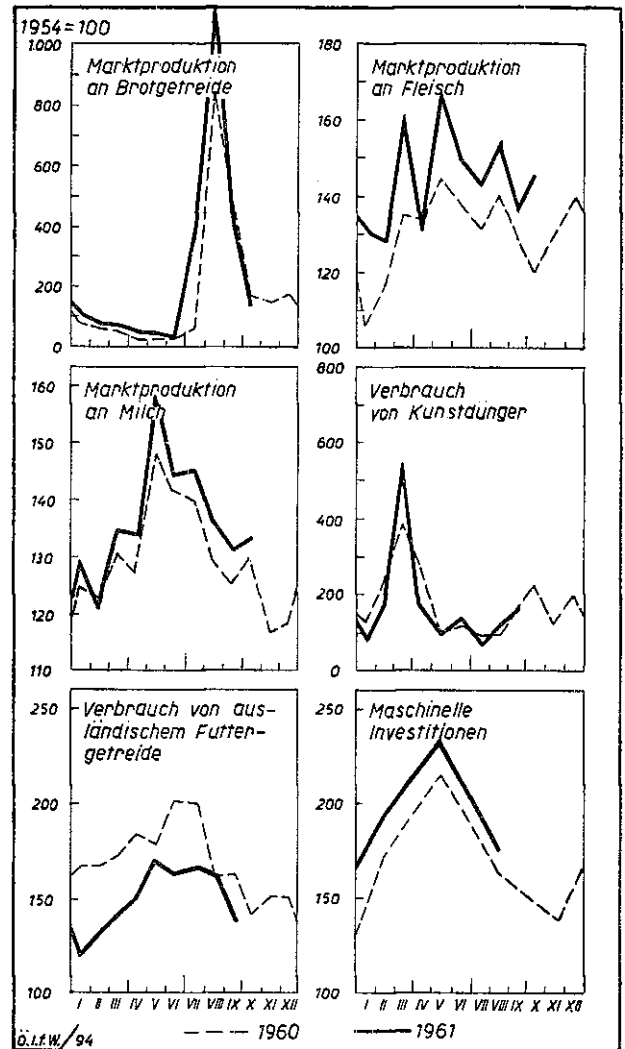 1954=100
Marktproduktion
an Brotgetreide
1000
800
600
400
200
0
Marktproduktion
an Fleisch
180
160
140
120
100
Marktproduktion
an Milch
160
150
140
130
120
110
Verbrauch
von Kunstdünger
800
600
400
200
0
Verbrauch von aus-
ländischem Futter-
getreide
250
200
150
100
I II III IV V VI VII VIII IX X XI XII
Maschinelle
Investitionen
250
200
150
100
I II III IV V VI VII VIII IX X XI XII
Ö.I.f.W./94
1960
1961